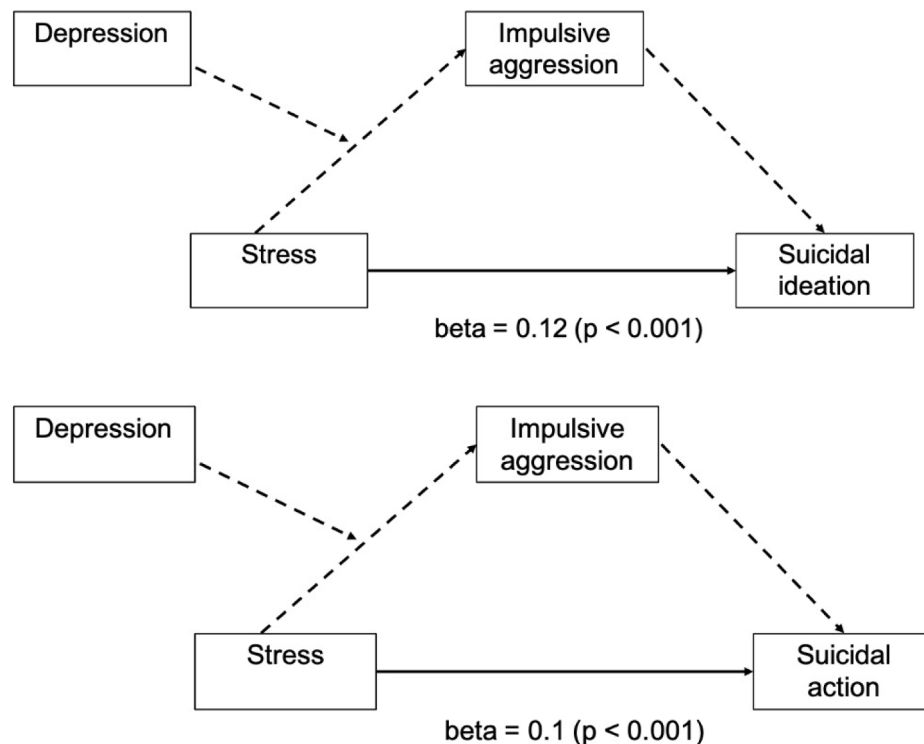 Depression
Impulsive
aggression
Stress
Suicidal
ideation
beta = 0.12 (p < 0.001)
Depression
Impulsive
aggression
Stress
Suicidal
action
beta = 0.1 (p < 0.001)